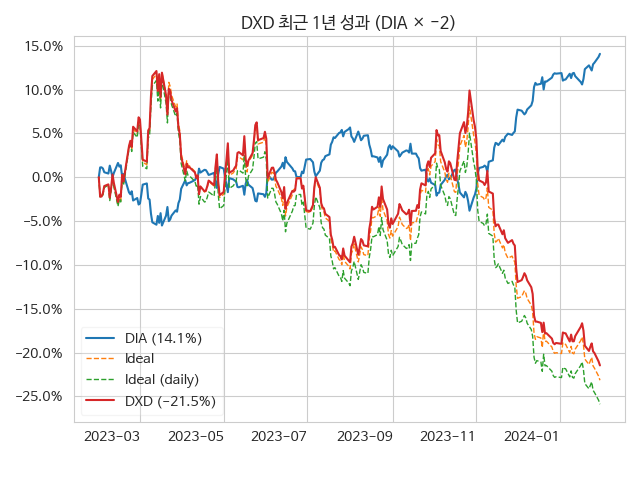 DXD 최근 1년 성과 (DIA × −2)
15.0%
10.0%
5.0%
0.0%
−5.0%
−10.0%
−15.0%
−20.0%
−25.0%
DIA (14.1%)
Ideal
Ideal (daily)
DXD (−21.5%)
2023−03 2023−05 2023−07 2023−09 2023−11 2024−01